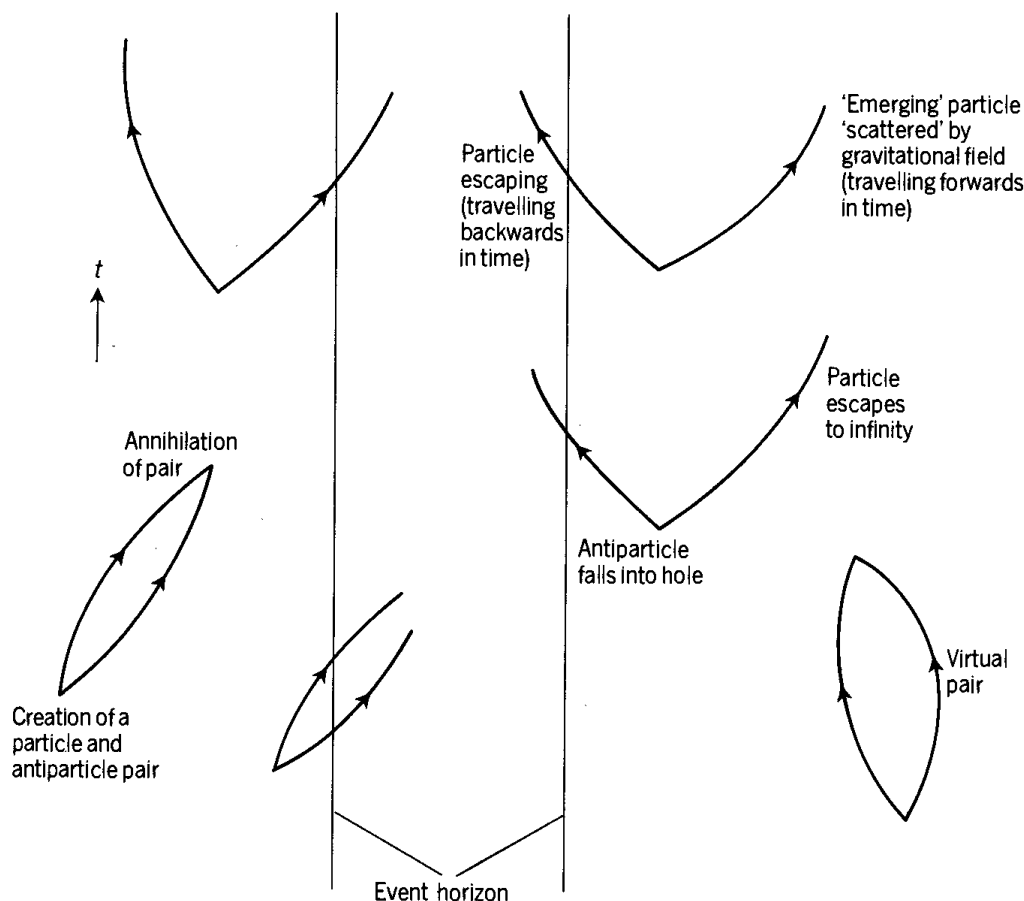 'Emerging' particle
'scattered' by
gravitational field
(travelling forwards
in time)
Particle
escaping
(travelling
backwards
in time)
t
Particle
escapes
to infinity
Annihilation
of pair
Antiparticle
falls into hole
Virtual
pair
Creation of a
particle and
antiparticle pair
Event horizon